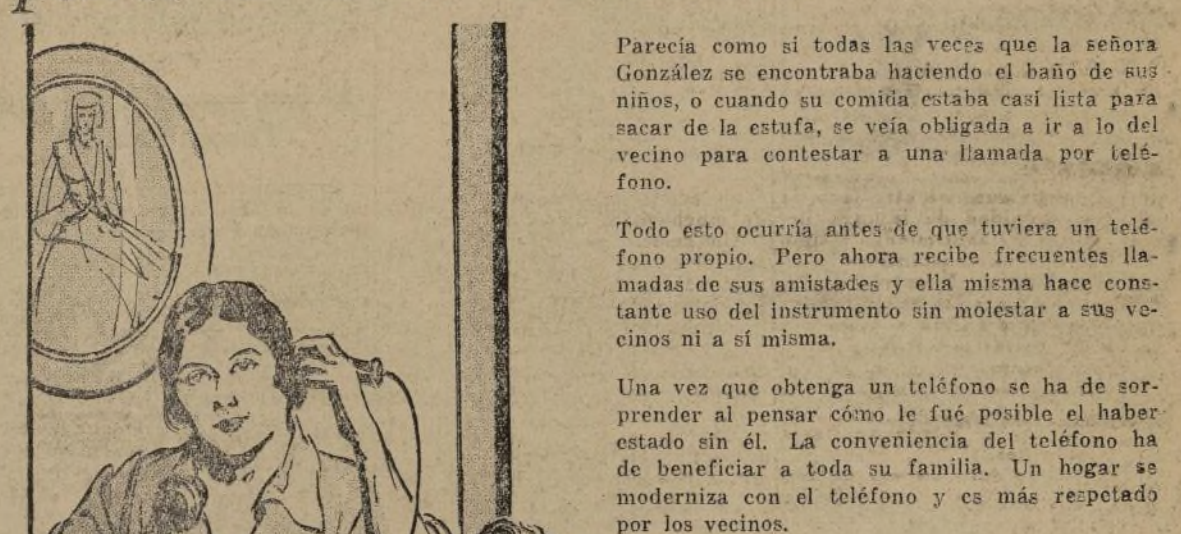 Parecía como si todas las veces que la señora
González se encontraba haciendo el baño de sus
niños, o cuando su comida estaba casi lista para
sacar de la estufa, se veía obligada a ir a lo del
vecino para contestar a una llamada por telé-
fono.
Todo esto ocurría antes de que tuviera un telé-
fono propio. Pero ahora recibe frecuentes lla-
madas de sus amistades y ella misma hace cons-
tante uso del instrumento sin molestar a sus ve-
cinos ni a sí misma.
Una vez que obtenga un teléfono se ha de sor-
prender al pensar cómo le fué posible el haber
estado sin él. La conveniencia del teléfono ha
de beneficiar a toda su familia. Un hogar se
moderniza con el teléfono y es más respetado
por los vecinos.